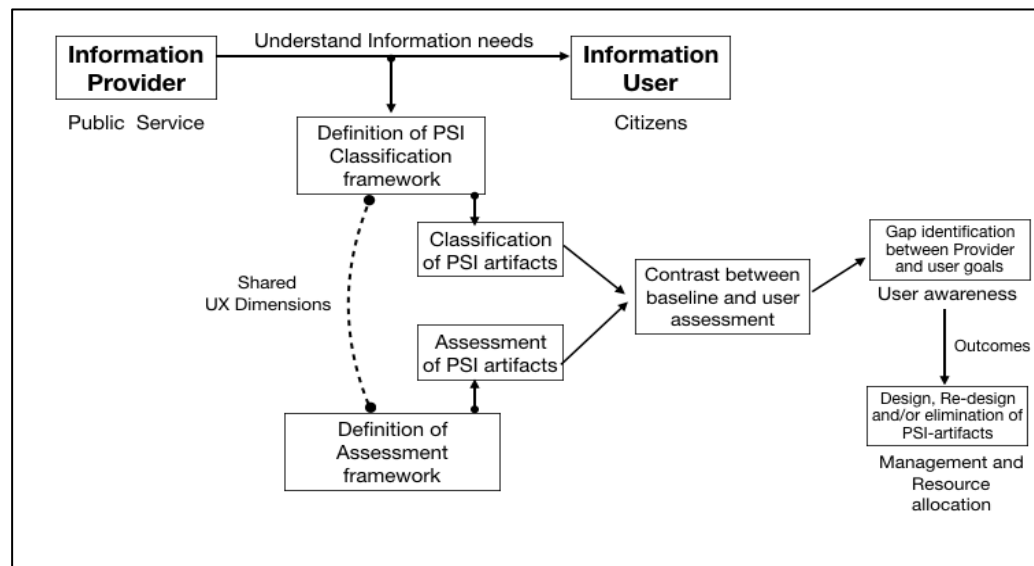 Information
Provider
Public Service
Understand Information needs
Information
User
Citizens
Definition of PSI
Classification
framework
Classification
of PSI artifacts
Shared
UX Dimensions
Assessment
of PSI artifacts
Definition of
Assessment
framework
Contrast between
baseline and user
assessment
Gap identification
between Provider
and user goals
User awareness
Outcomes
Design, Re-design
and/or elimination of
PSI-artifacts
Management and
Resource
allocation